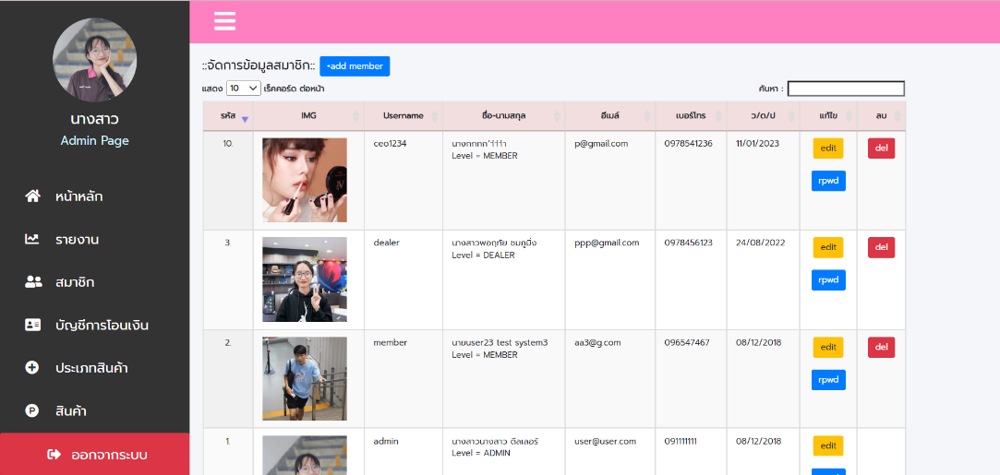 นางสาว
Admin Page
หน้าหลัก
รายงาน
สมาชิก
บัญชีการโอนเงิน
ประเภทสินค้า
สินค้า
ออกจากระบบ
::จัดการข้อมูลสมาชิก:: +add member
แสดง 10 เร็คคอร์ด ต่อหน้า ค้นหา :
รหัส IMG Username ชื่อ-นามสกุล อีเมล์ เบอร์โทร ว/ด/ป แก้ไข ลบ
10. ceo1234 p@gmail.com 0978541236 11/01/2023 edit del
Level = MEMBER
rpwd
3. dealer นางสาวพอฤทัย ชมภูมิ่ง ppp@gmail.com 0978456123 24/08/2022 edit del
Level = DEALER
rpwd
2. member นายuser23 test system3 aa3@g.com 096547467 08/12/2018 edit del
Level = MEMBER
rpwd
1. admin นางสาวนางสาว ดีลเลอร์ user@user.com 0911111111 08/12/2018 edit
Level = ADMIN